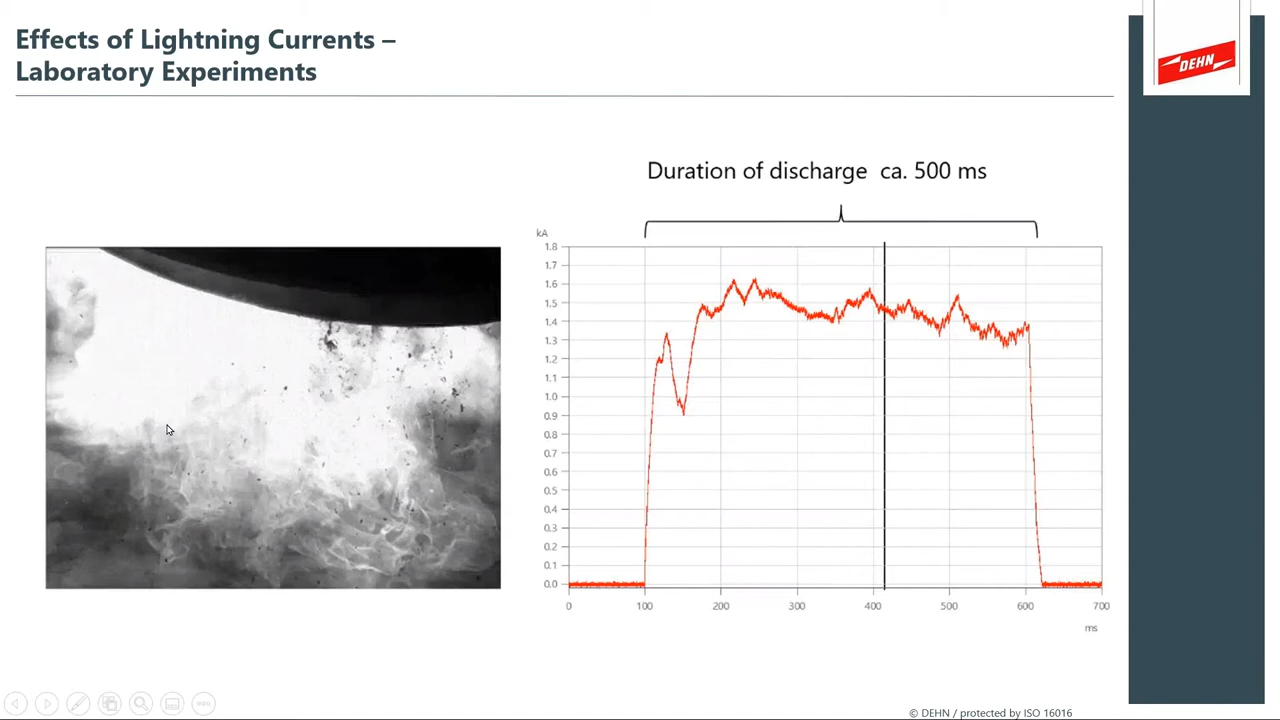 Effects of Lightning Currents –
Laboratory Experiments
DEHN
Duration of discharge ca. 500 ms
kA
1.8
1.7
1.6
1.5
1.4
1.3
1.2
1.1
1.0
0.9
0.8
0.7
0.6
0.5
0.4
0.3
0.2
0.1
0.0
0 100 200 300 400 500 600 700
ms
© DEHN / protected by ISO 16016